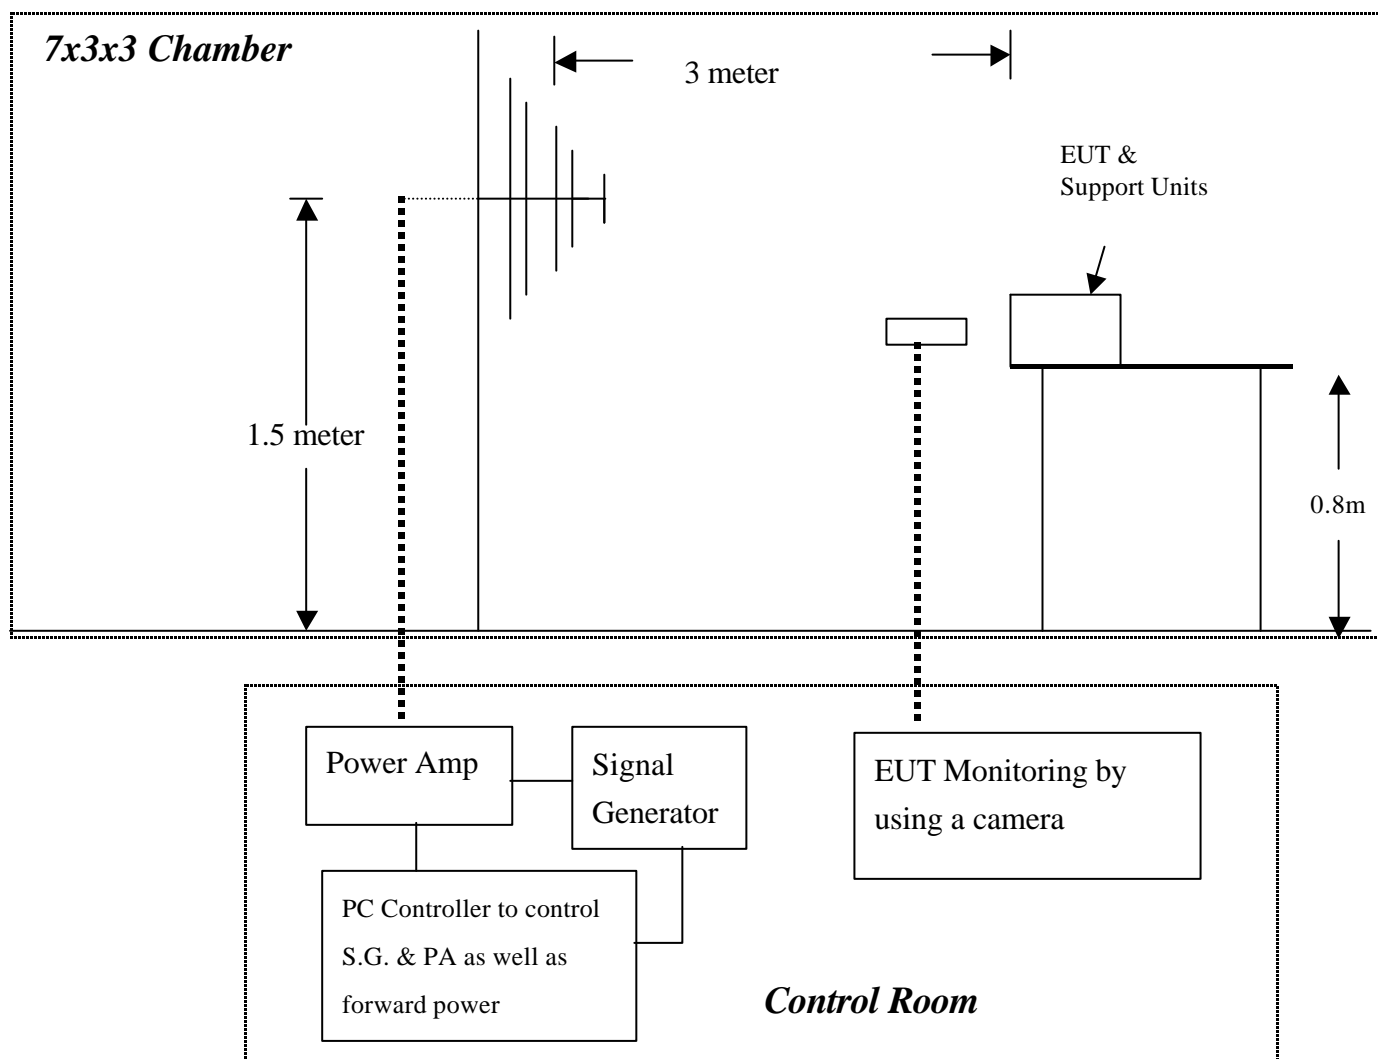 7x3x3 Chamber
3 meter
EUT &
Support Units
1.5 meter
0.8m
Power Amp
Signal
Generator
EUT Monitoring by
using a camera
PC Controller to control
S.G. & PA as well as
forward power
Control Room